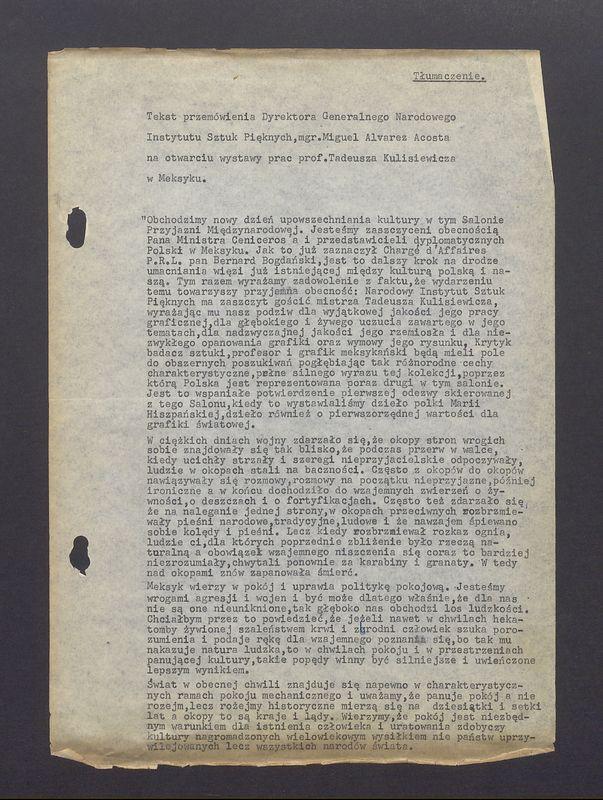 Tłumaczenie.
Tekst przemówienia Dyrektora Generalnego Narodowego
Instytutu Sztuk Pięknych,mgr.Miguel Alvarez Acosta
na otwarciu wystawy prac prof.Tadeusza Kulisiewicza
w Meksyku.
"Obchodzimy nowy dzień upowszechniania kultury w tym Salonie
Przyjaźni Międzynarodowej. Jesteśmy zaszczyceni obecnością
Pana Ministra Ceniceros'a i przedstawicieli dyplomatycznych
Polski w Meksyku. Jak to już zaznaczył Chargé d'Affaires
P.R.L. pan Bernard Bogdański,jest to dalszy krok na drodze
umacniania więzi już istniejącej między kulturą polską i na-
szą. Tym razem wyrażamy zadowolenie z faktu,że wydarzeniu
temu towarzyszy przyjemna obecność: Narodowy Instytut Sztuk
Pięknych ma zaszczyt gościć mistrza Tadeusza Kulisiewicza,
wyrażając mu nasz podziw dla wyjątkowej jakości jego pracy
graficznej,dla głębokiego i żywego uczucia zawartego w jego
tematach,dla nadzwyczajnej jakości jego rzemiosła i dla nie-
zwykłego opanowania grafiki oraz wymowy jego rysunku. Krytyk
badacz sztuki,profesor i grafik meksykański będą mieli pole
do obszernych poszukiwań pogłębiając tak różnorodne cechy
charakterystyczne,pełne silnego wyrazu tej kolekcji,poprzez
którą Polska jest reprezentowana poraz drugi w tym salonie.
Jest to wspaniałe potwierdzenie pierwszej odezwy skierowanej
z tego Salonu,kiedy to wystawialiśmy dzieło polki Marii
Hiszpańskiej,dzieło również o pierwszorzędnej wartości dla
grafiki światowej.
W ciężkich dniach wojny zdarzało się,że okopy stron wrogich
sobie znajdowały się tak blisko,że podczas przerw w walce,
kiedy ucichły strzały i szeregi nieprzyjacielskie odpoczywały,
ludzie w okopach stali na baczności. Często z okopów do okopów
nawiązywały się rozmowy,rozmowy na początku nieprzyjazne,później
ironiczne a w końcu dochodziło do wzajemnych zwierzeń o ży-
wności,o deszczach i o fortyfikacjach. Często też zdarzało się,
że na naleganie jednej strony,w okopach przeciwnych rozbrzmie-
wały pieśni narodowe,tradycyjne,ludowe i że nawzajem śpiewano
sobie kolędy i pieśni. Lecz kiedy rozbrzmiewał rozkaz ognia,
ludzie ci,dla których poprzednie zbliżenie było rzeczą na-
turalną a obowiązek wzajemnego niszczenia się coraz to bardziej
niezrozumiały,chwytali ponownie za karabiny i granaty. W tedy
nad okopami znów zapanowała śmierć.
Meksyk wierzy w pokój i uprawia politykę pokojową. Jesteśmy
wrogami agresji i wojen i być może dlatego właśnie,że dla nas
nie są one nieuniknione,tak głęboko nas obchodzi los ludzkości.
Chciałbym przez to powiedzieć,że jeżeli nawet w chwilach heka-
tomby żywionej szaleństwem krwi i zbrodni człowiek szuka poro-
zumienia i podaje rękę dla wzajemnego poznania się,bo tak mu
nakazuje natura ludzka,to w chwilach pokoju i w przestrzeniach
panującej kultury,takie popędy winny być silniejsze i uwieńczone
lepszym wynikiem.
Świat w obecnej chwili znajduje się napewno w charakterystycz-
nych ramach pokoju mechanicznego i uważamy,że panuje pokój a nie
rozejm,lecz rożejmy historyczne mierzą się na dziesiątki i setki
lat a okopy to są kraje i lądy. Wierzymy,że pokój jest niezbęd-
nym warunkiem dla istnienia człowieka i uratowania zdobyczy
kultury nagromadzonych wielowiekowym wysiłkiem nie państw uprzy-
wilejowanych lecz wszystkich narodów świata.